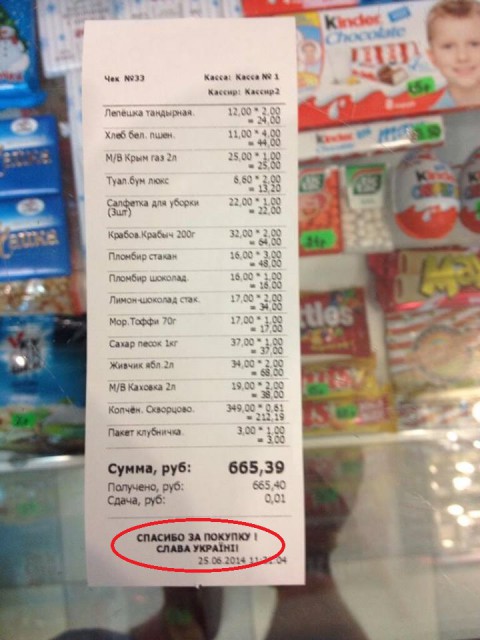 Kinder
Chocolate
Чек №33 Касса: Касса № 1
Кассир: Кассир2
Лепёшка тандырная. 12,00 * 2,00
= 24,00
Хлеб бел. пшен. 11,00 * 4,00
= 44,00
М/В Крым газ 2л 25,00 * 1,00
= 25,00
Туал.бум люкс 6,60 * 2,00
= 13,20
Салфетка для уборки 22,00 * 1,00
(3шт) = 22,00
Крабов.Крабыч 200г 32,00 * 2,00
= 64,00
Пломбир стакан 16,00 * 3,00
= 48,00
Пломбир шоколад. 16,00 * 1,00
= 16,00
Лимон-шоколад стак. 17,00 * 2,00
= 34,00
Мор.Тоффи 70г 17,00 * 1,00
= 17,00
Сахар песок 1кг 37,00 * 1,00
= 37,00
Живчик ябл.2л 34,00 * 2,00
= 68,00
М/В Каховка 2л 19,00 * 2,00
= 38,00
Копчён. Скворцово. 349,00 * 0,61
= 212,19
Пакет клубничка. 3,00 * 1,00
= 3,00
Сумма, руб: 665,39
Получено, руб: 665,40
Сдача, руб: 0,01
СПАСИБО ЗА ПОКУПКУ !
СЛАВА УКРАЇНІ!
25.06.2014